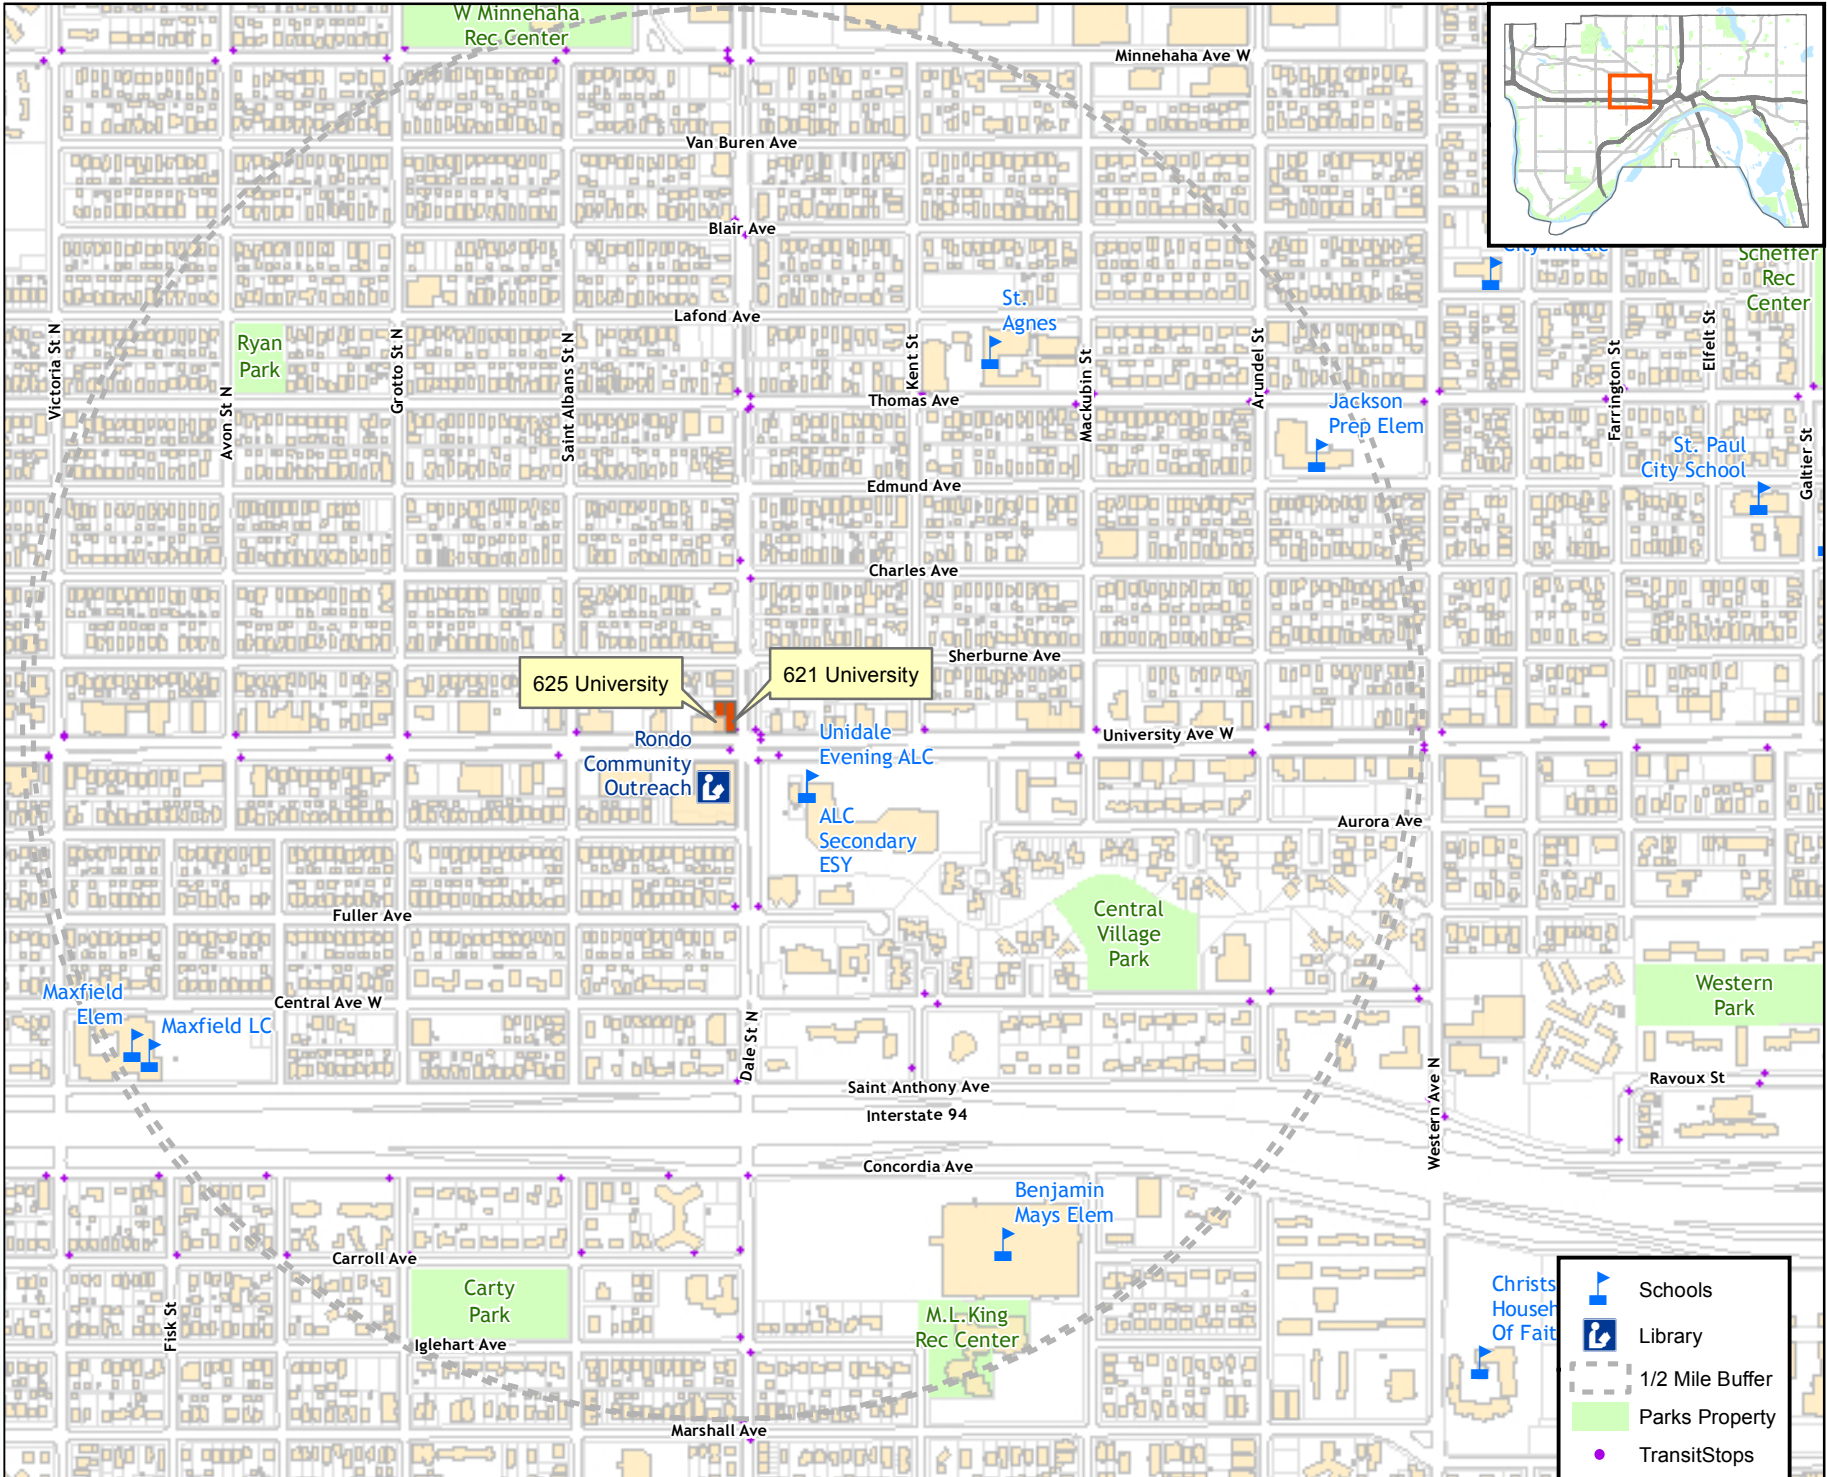 W Minnehaha
Rec Center
Minnehaha Ave W
Van Buren Ave
Blair Ave
City Middle
Scheffer
Rec
Center
St.
Agnes
Lafond Ave
Victoria St N
Ryan
Park
Avon St N
Grotto St N
Saint Albans St N
Kent St
Mackubin St
Arundel St
Farrington St
Elfelt St
Galtier St
Thomas Ave
Jackson
Prep Elem
St. Paul
City School
Edmund Ave
Charles Ave
Sherburne Ave
625 University
621 University
University Ave W
Rondo
Community
Outreach
Unidale
Evening ALC
ALC
Secondary
ESY
Aurora Ave
Fuller Ave
Central
Village
Park
Western
Park
Maxfield
Elem
Maxfield LC
Central Ave W
Dale St N
Saint Anthony Ave
Interstate 94
Ravoux St
Western Ave N
Concordia Ave
Benjamin
Mays Elem
Carroll Ave
Carty
Park
Fisk St
M.L.King
Rec Center
Iglehart Ave
Marshall Ave
Christs
Househ
Of Fait
Schools
Library
1/2 Mile Buffer
Parks Property
TransitStops